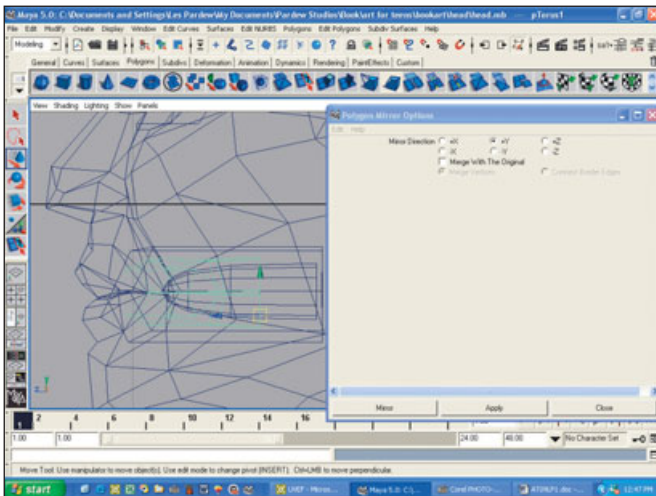 Maya 5.0: C:\Documents and Settings\Les Pardew\My Documents\Pardew Studios\Book\art for teens\bookart\head\head.mb --- pTorus1
File Edit Modify Create Display Window Edit Curves Surfaces Edit NURBS Polygons Edit Polygons Subdiv Surfaces Help
Modeling
General Curves Surfaces Polygons Subdivs Deformation Animation Dynamics Rendering PaintEffects Custom
View Shading Lighting Show Panels
Polygon Mirror Options
Edit Help
Mirror Direction +X +Y +Z
-X -Y -Z
Merge With The Original
Merge Vertices Connect Border Edges
Mirror Apply Close
2 4 6 8 10 12 14 16
1
1.00 1.00 24.00 48.00 No Character Set
Move Tool: Use manipulator to move object(s). Use edit mode to change pivot (INSERT). Ctrl+LMB to move perpendicular.
start Maya 5.0: C:\... Corel PHOTO-... 12:47 PM